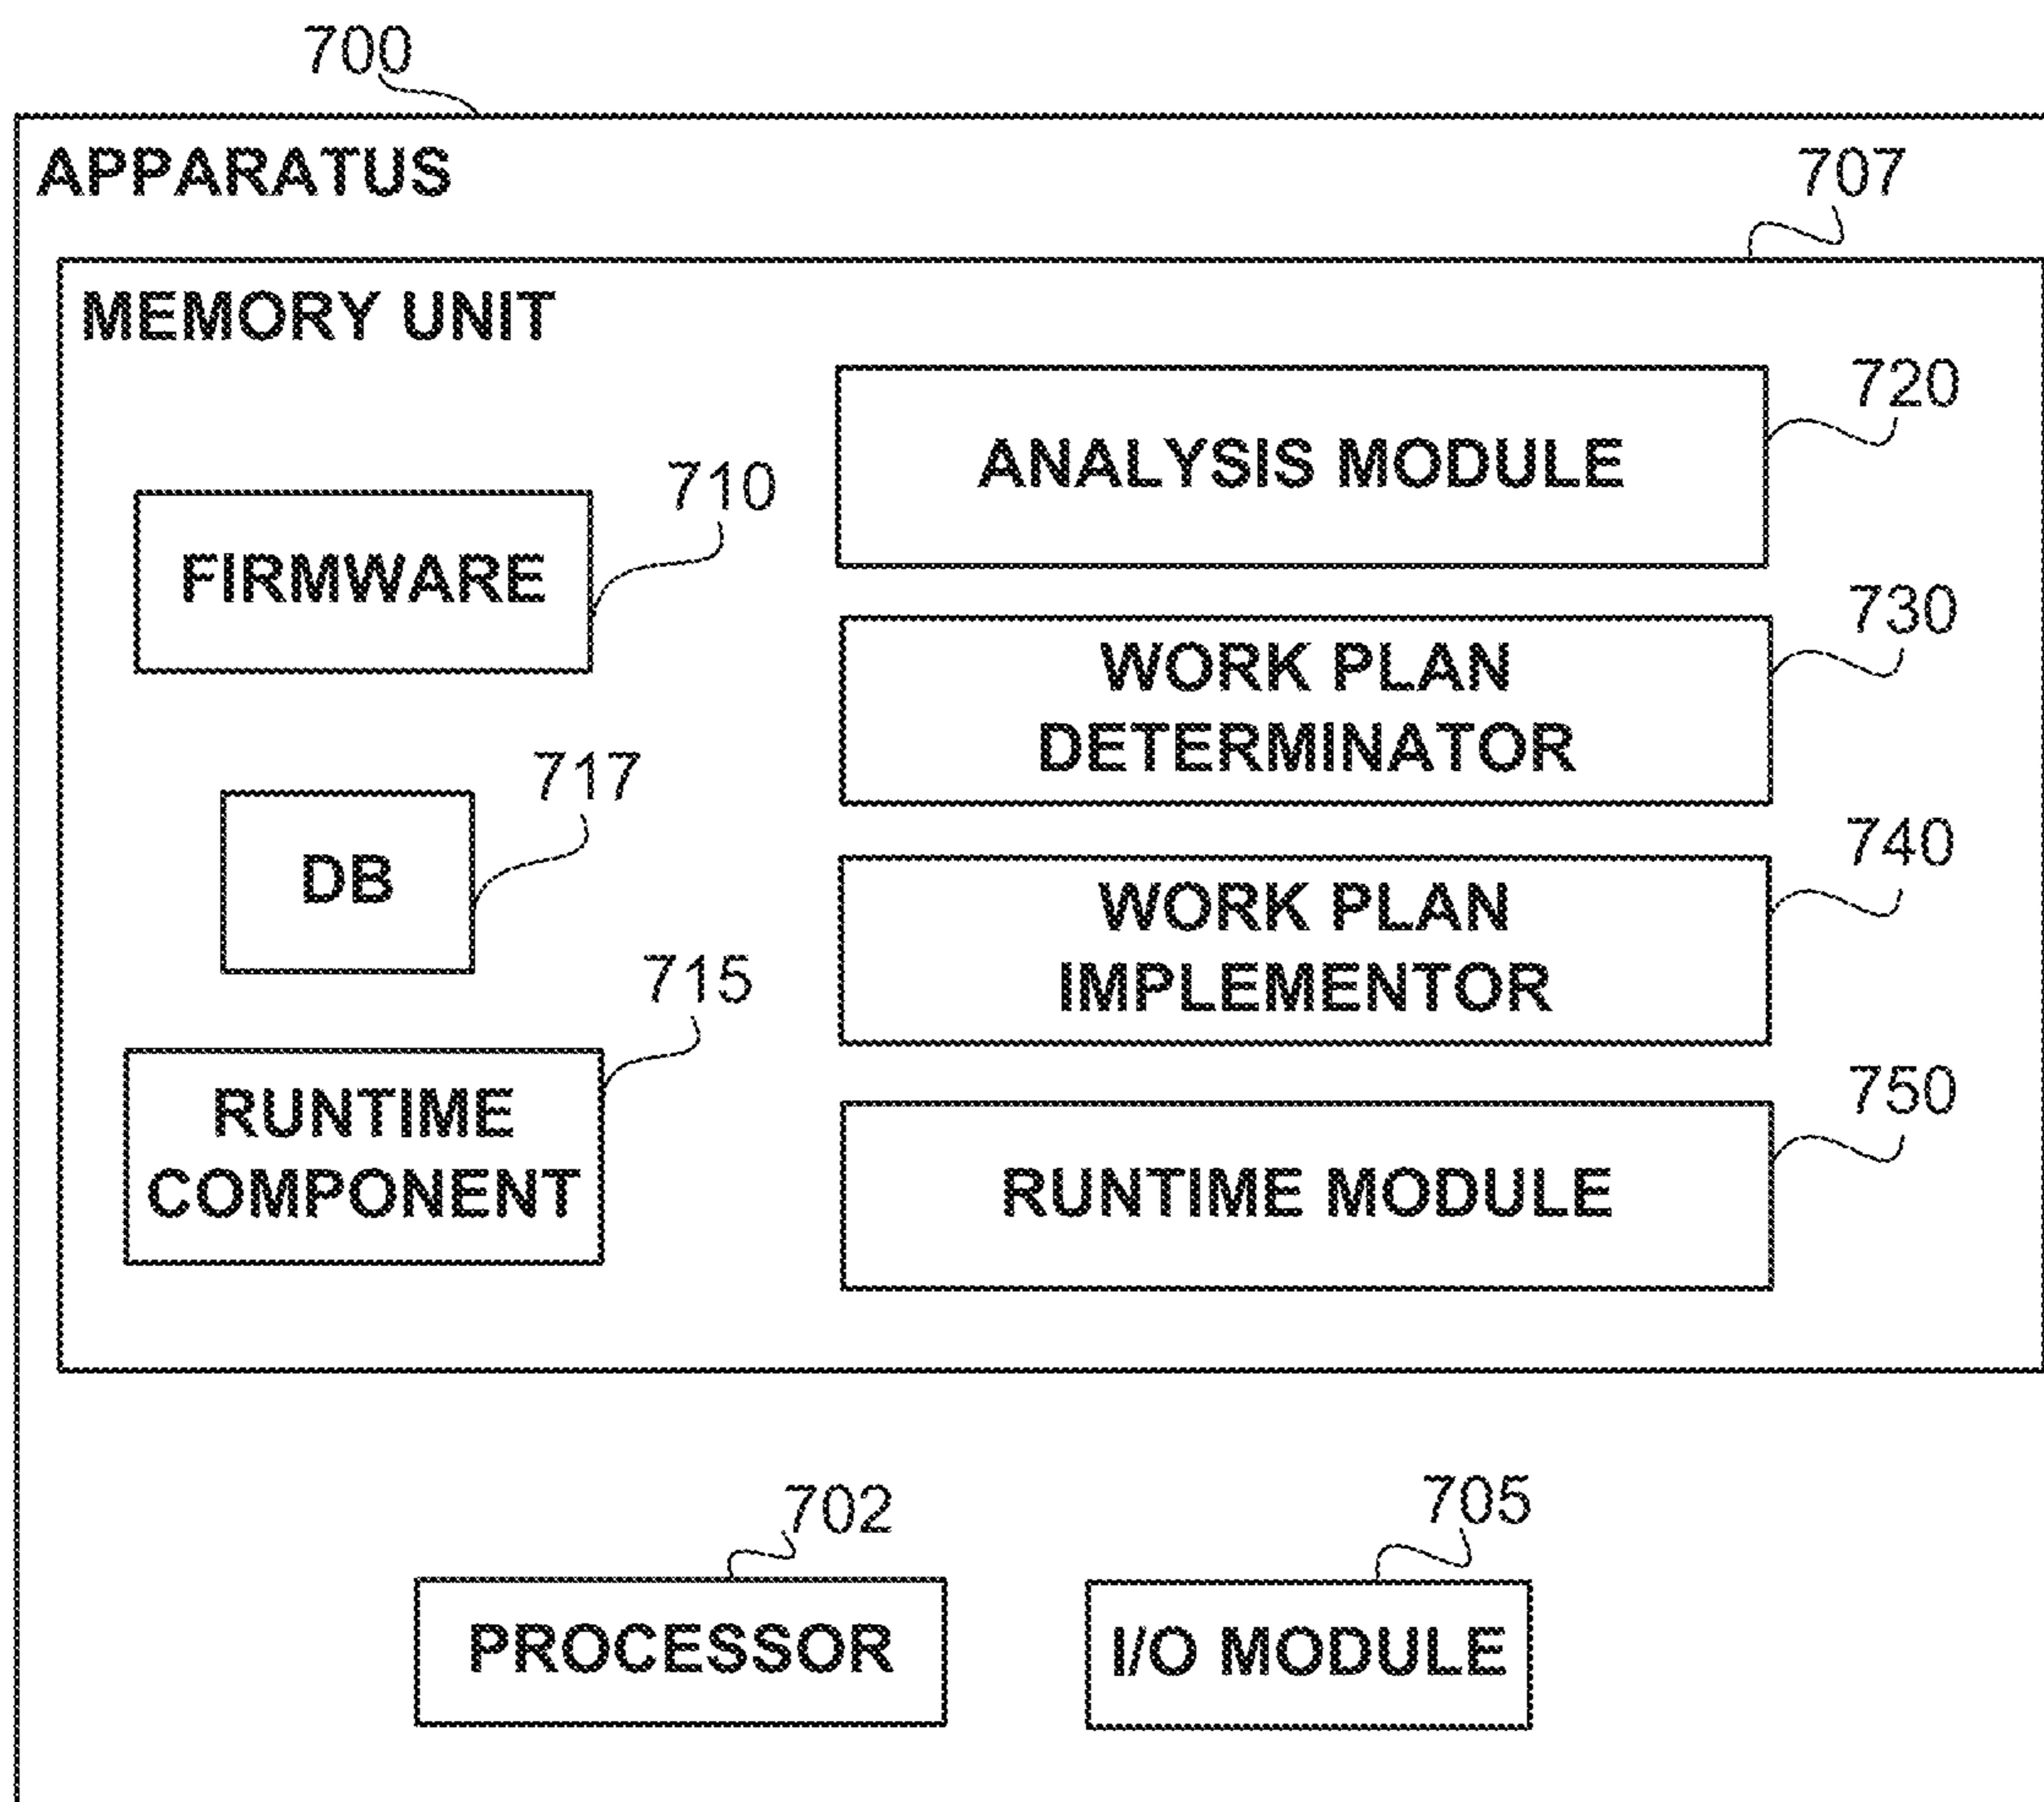 700
APPARATUS
707
MEMORY UNIT
720
ANALYSIS MODULE
710
FIRMWARE
730
WORK PLAN
DETERMINATOR
717
DB
740
WORK PLAN
IMPLEMENTOR
715
RUNTIME
COMPONENT
750
RUNTIME MODULE
702
PROCESSOR
705
I/O MODULE